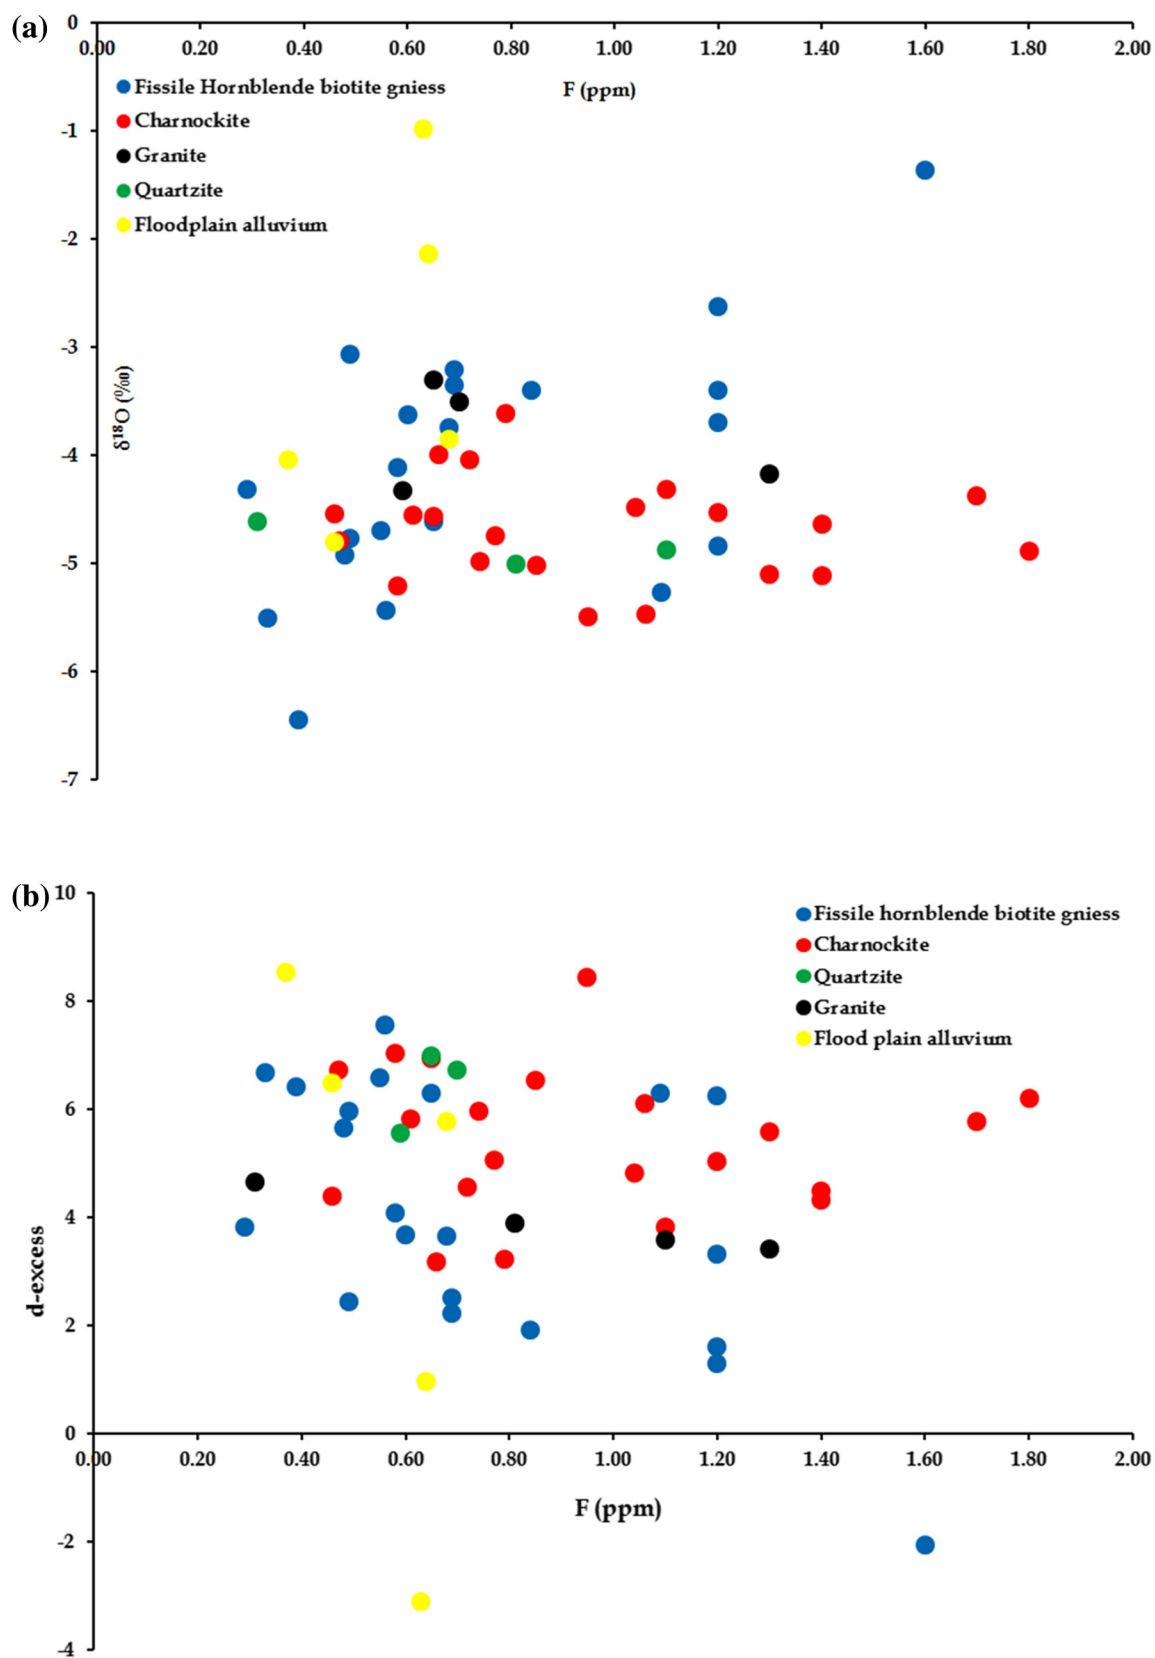 (a)
0
0.00 0.20 0.40 0.60 0.80 1.00 1.20 1.40 1.60 1.80 2.00
F (ppm)
Fissile Hornblende biotite gniess
Charnockite
Granite
Quartzite
Floodplain alluvium
-1
-2
-3
δ¹⁸O (‰)
-4
-5
-6
-7
(b)
10
Fissile hornblende biotite gniess
Charnockite
Quartzite
Granite
Flood plain alluvium
8
6
4
d-excess
2
0
0.00 0.20 0.40 0.60 0.80 1.00 1.20 1.40 1.60 1.80 2.00
F (ppm)
-2
-4